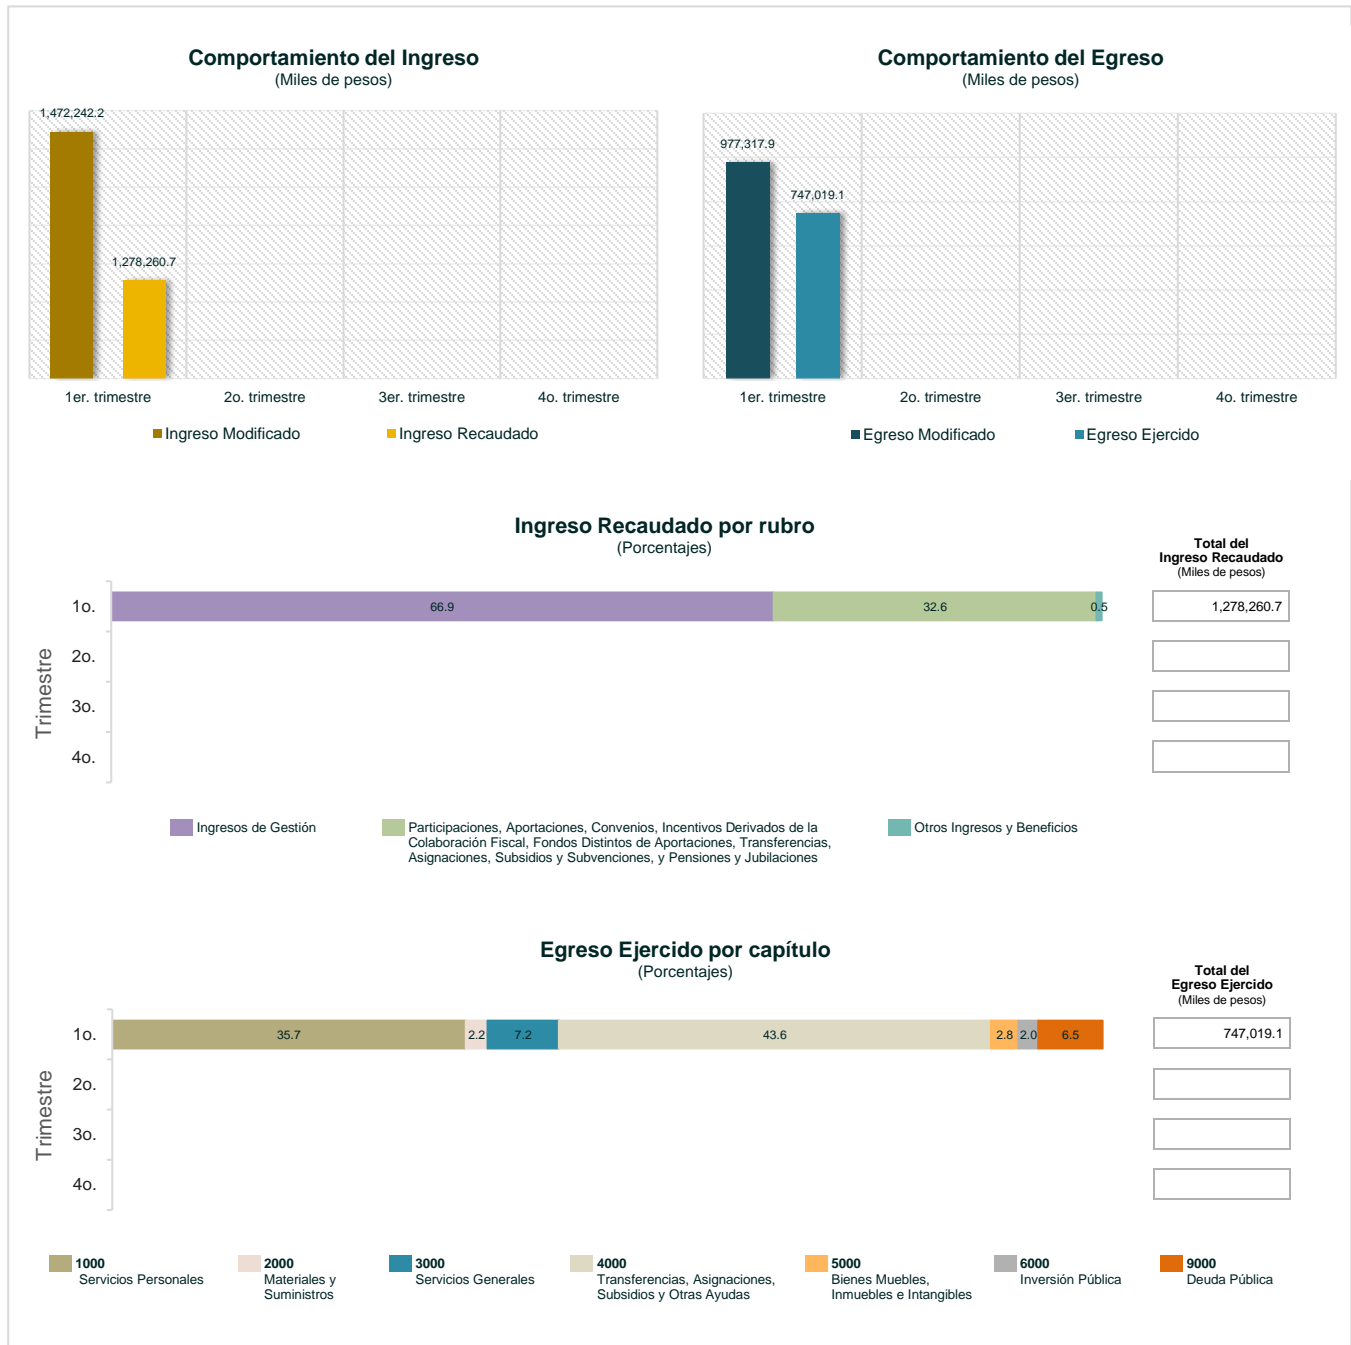 Comportamiento del Ingreso
(Miles de pesos)
1,472,242.2
1,278,260.7
1er. trimestre 2o. trimestre 3er. trimestre 4o. trimestre
Ingreso Modificado Ingreso Recaudado
Comportamiento del Egreso
(Miles de pesos)
977,317.9
747,019.1
1er. trimestre 2o. trimestre 3er. trimestre 4o. trimestre
Egreso Modificado Egreso Ejercido
Ingreso Recaudado por rubro
(Porcentajes)
Total del
Ingreso Recaudado
(Miles de pesos)
Trimestre
1o. 66.9 32.6 0.5 1,278,260.7
2o.
3o.
4o.
Ingresos de Gestión
Participaciones, Aportaciones, Convenios, Incentivos Derivados de la
Colaboración Fiscal, Fondos Distintos de Aportaciones, Transferencias,
Asignaciones, Subsidios y Subvenciones, y Pensiones y Jubilaciones
Otros Ingresos y Beneficios
Egreso Ejercido por capítulo
(Porcentajes)
Total del
Egreso Ejercido
(Miles de pesos)
Trimestre
1o. 35.7 2.2 7.2 43.6 2.8 2.0 6.5 747,019.1
2o.
3o.
4o.
1000
Servicios Personales
2000
Materiales y
Suministros
3000
Servicios Generales
4000
Transferencias, Asignaciones,
Subsidios y Otras Ayudas
5000
Bienes Muebles,
Inmuebles e Intangibles
6000
Inversión Pública
9000
Deuda Pública